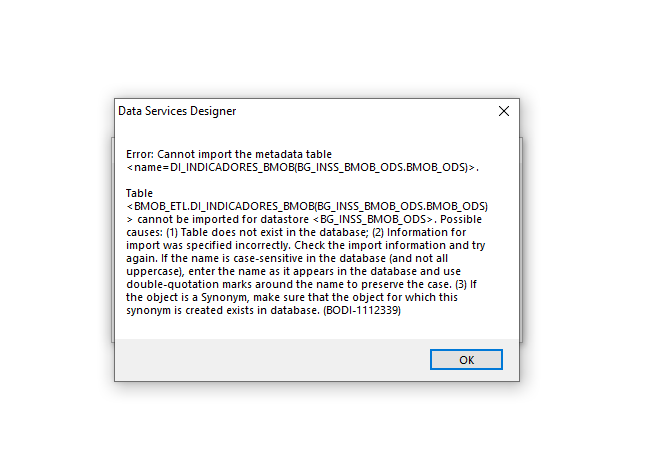 Data Services Designer
Error: Cannot import the metadata table
<name=DI_INDICADORES_BMOB(BG_INSS_BMOB_ODS.BMOB_ODS)>.
Table
<BMOB_ETL.DI_INDICADORES_BMOB(BG_INSS_BMOB_ODS.BMOB_ODS)
> cannot be imported for datastore <BG_INSS_BMOB_ODS>. Possible
causes: (1) Table does not exist in the database; (2) Information for
import was specified incorrectly. Check the import information and try
again. If the name is case-sensitive in the database (and not all
uppercase), enter the name as it appears in the database and use
double-quotation marks around the name to preserve the case. (3) If
the object is a Synonym, make sure that the object for which this
synonym is created exists in database. (BODI-1112339)
OK